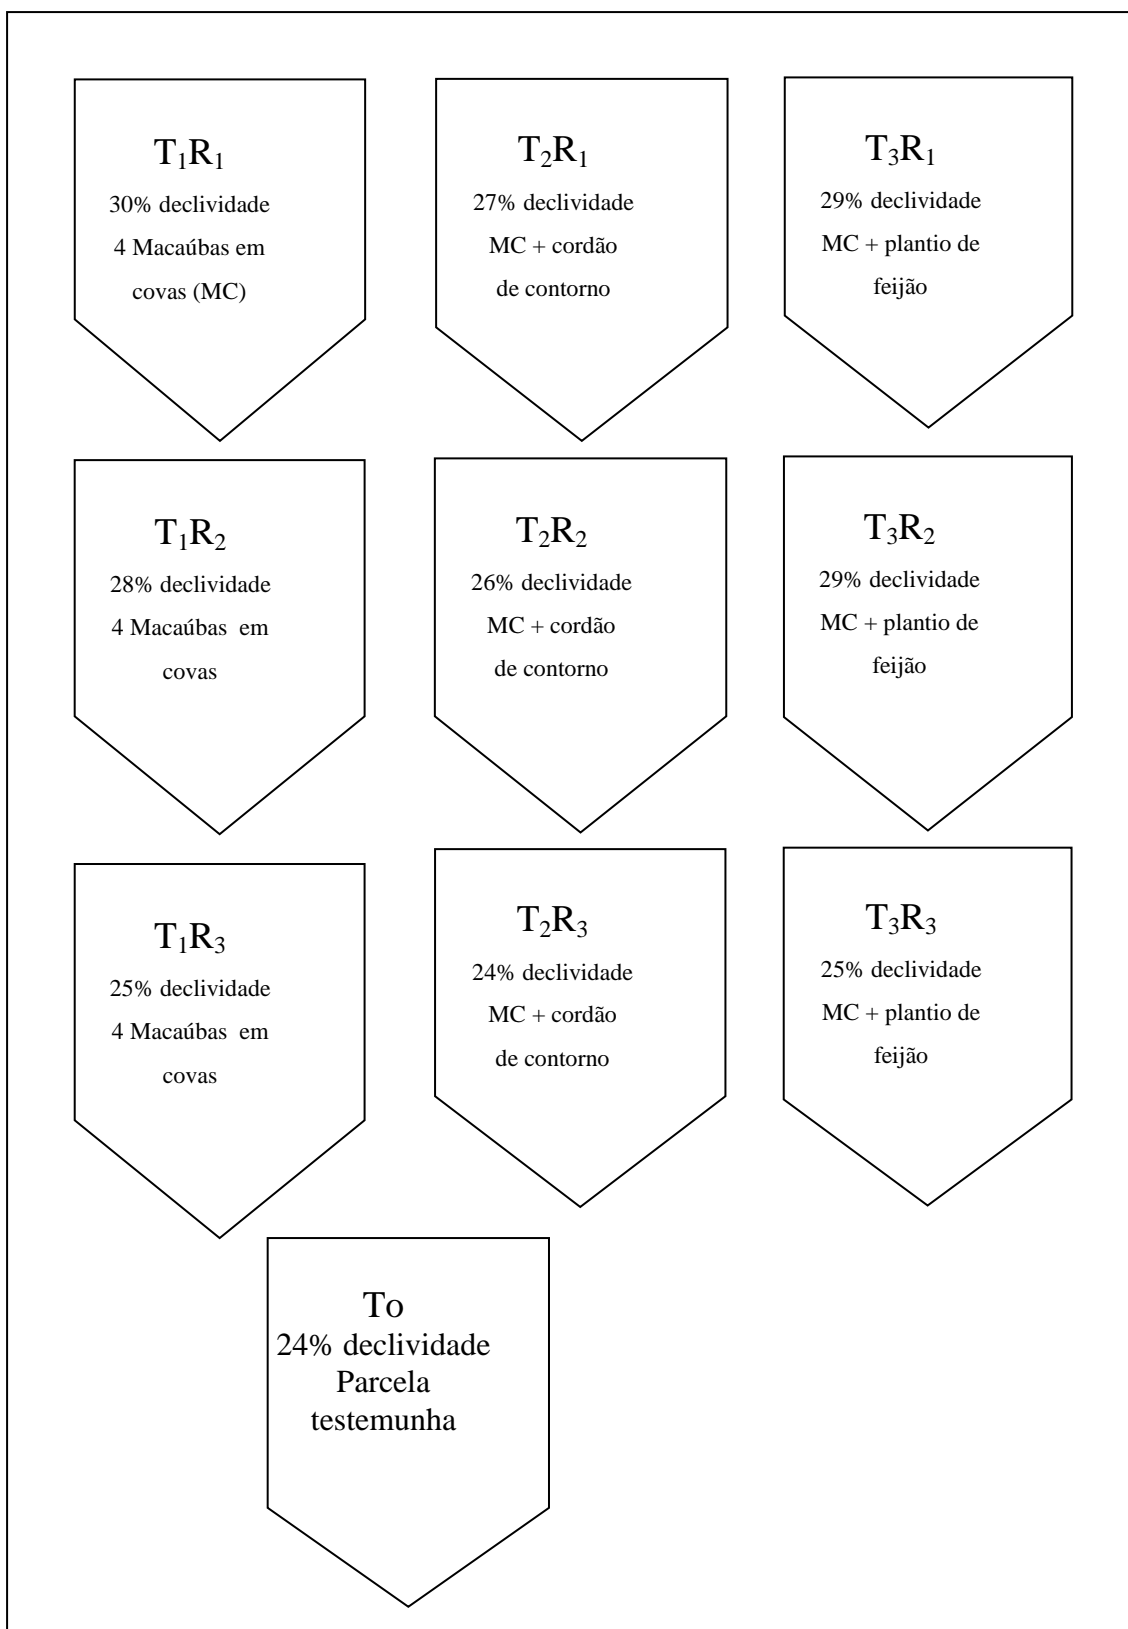 T₁R₁
30% declividade
4 Macaúbas em
covas (MC)
T₂R₁
27% declividade
MC + cordão
de contorno
T₃R₁
29% declividade
MC + plantio de
feijão
T₁R₂
28% declividade
4 Macaúbas  em
covas
T₂R₂
26% declividade
MC + cordão
de contorno
T₃R₂
29% declividade
MC + plantio de
feijão
T₁R₃
25% declividade
4 Macaúbas  em
covas
T₂R₃
24% declividade
MC + cordão
de contorno
T₃R₃
25% declividade
MC + plantio de
feijão
To
24% declividade
Parcela
testemunha